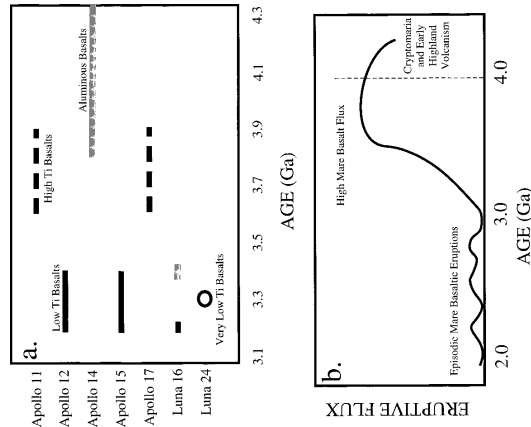 a.
Apollo 11
Apollo 12
Apollo 14
Apollo 15
Apollo 17
Luna 16
Luna 24
High Ti Basalts
Low Ti Basalts
Aluminous Basalts
Very Low Ti Basalts
3.1
3.3
3.5
3.7
3.9
4.1
4.3
AGE (Ga)
b.
ERUPTIVE FLUX
High Mare Basalt Flux
Cryptomaria
and Early
Highland
Volcanism
Episodic Mare Basaltic Eruptions
2.0
3.0
4.0
AGE (Ga)